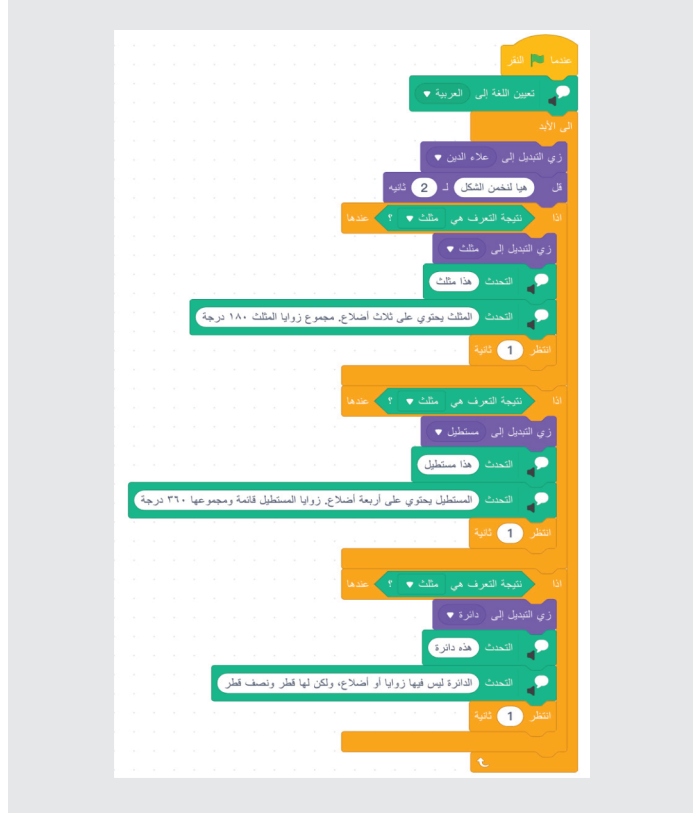 عندما النقر
تعيين اللغة إلى العربية
الى الأبد
زي التبديل إلى علاء الدين
قل هيا لنخمن الشكل لـ 2 ثانيه
اذا نتيجة التعرف هي مثلث ؟ عندها
زي التبديل إلى مثلث
التحدث هذا مثلث
التحدث المثلث يحتوي على ثلاث أضلاع. مجموع زوايا المثلث ١٨٠ درجة
انتظر 1 ثانية
اذا نتيجة التعرف هي مثلث ؟ عندها
زي التبديل إلى مستطيل
التحدث هذا مستطيل
التحدث المستطيل يحتوي على أربعة أضلاع. زوايا المستطيل قائمة ومجموعها ٣٦٠ درجة
انتظر 1 ثانية
اذا نتيجة التعرف هي مثلث ؟ عندها
زي التبديل إلى دائرة
التحدث هذه دائرة
التحدث الدائرة ليس فيها زوايا أو أضلاع، ولكن لها قطر ونصف قطر
انتظر 1 ثانية